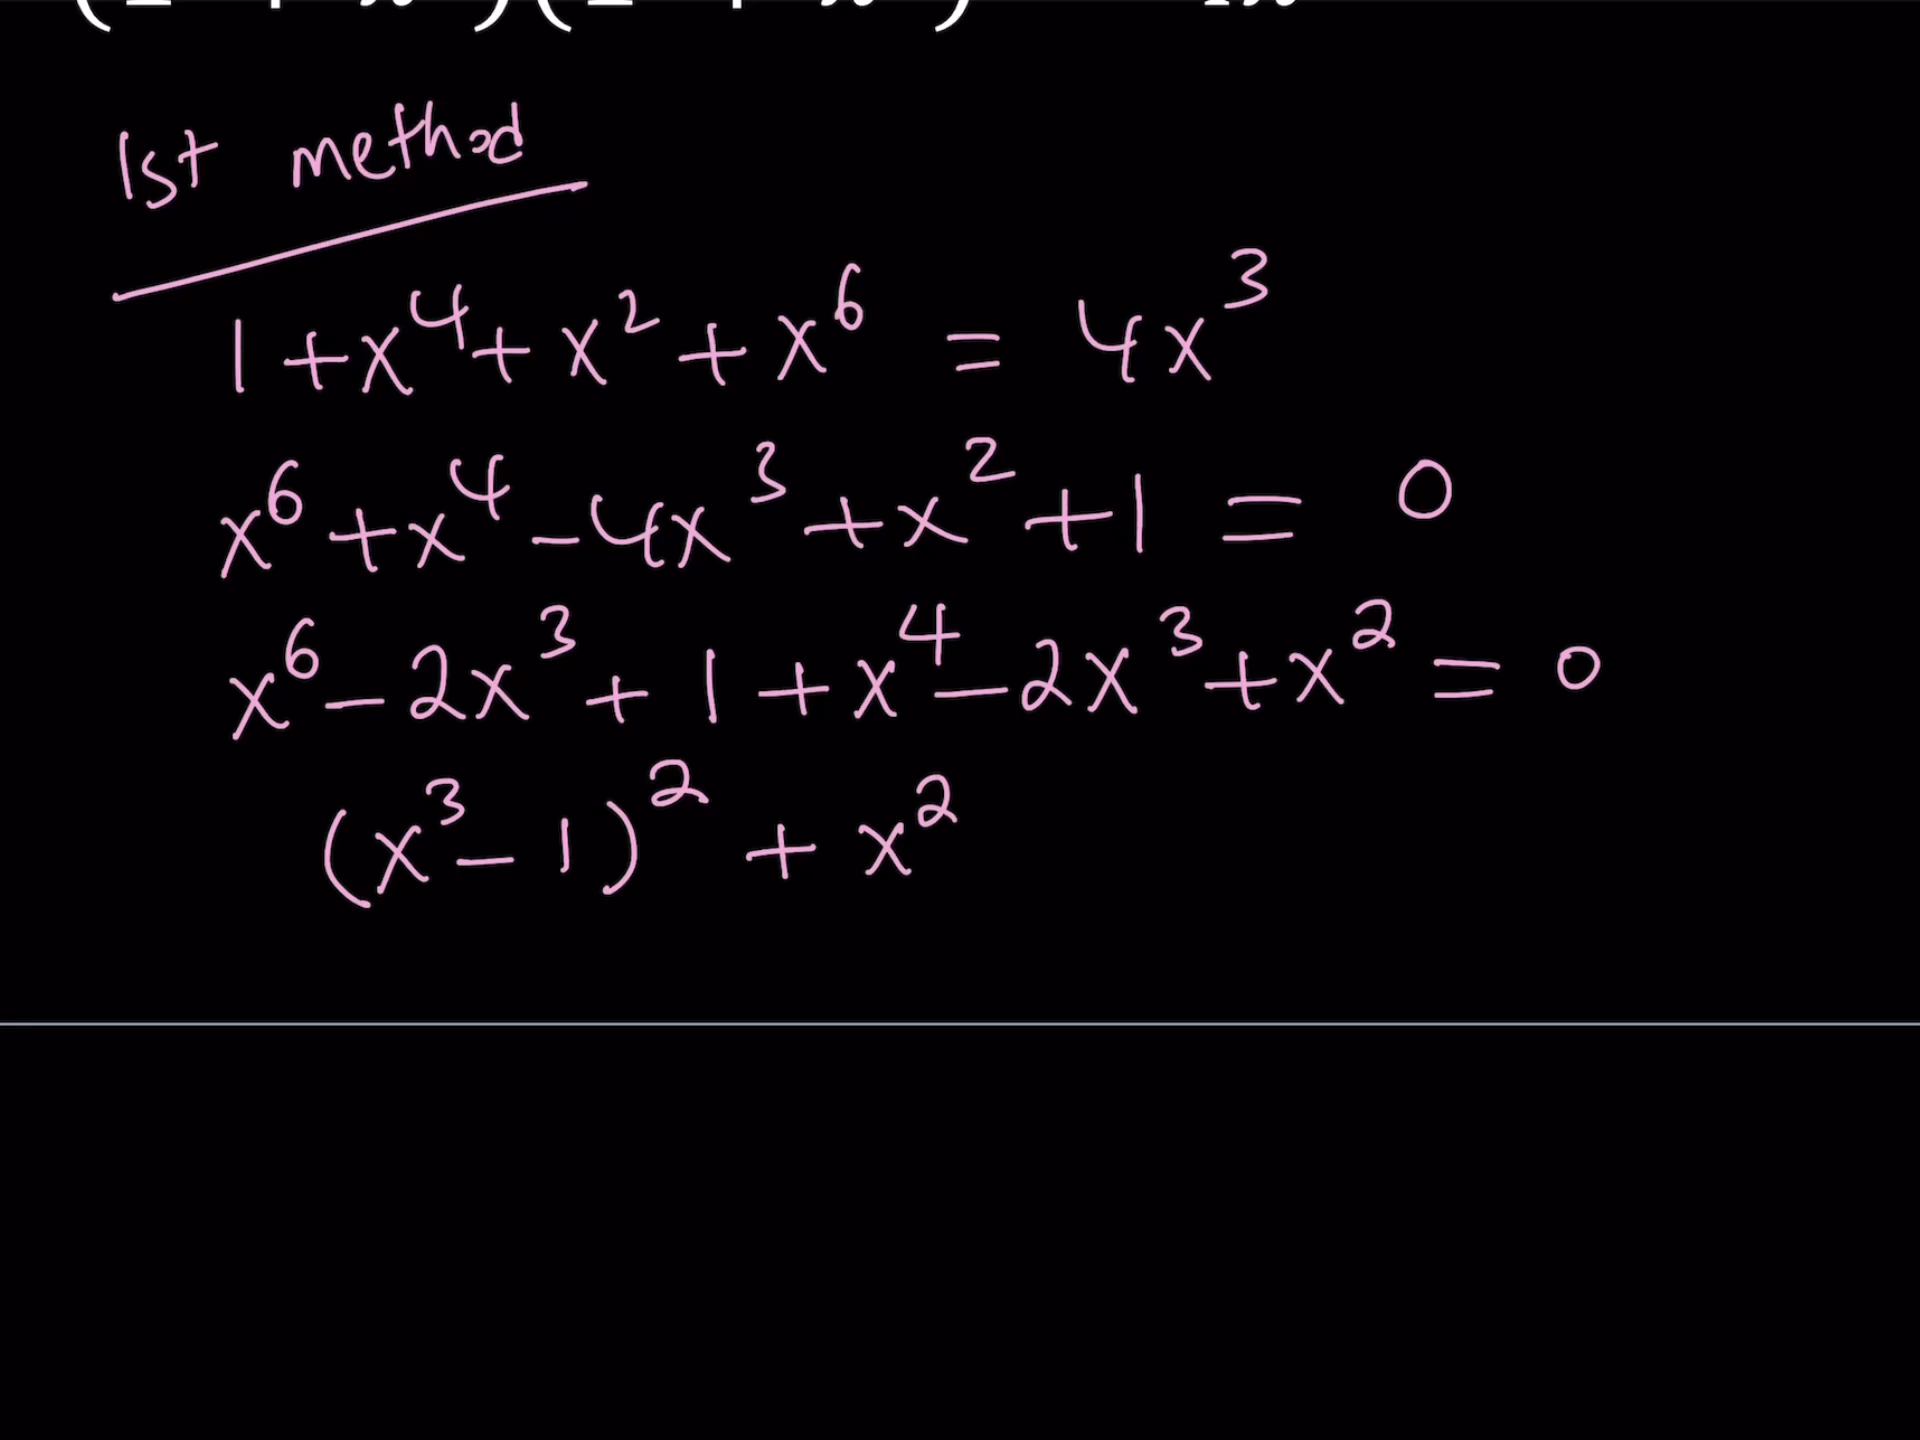 1st method
1 + x⁴ + x² + x⁶ = 4x³
x⁶ + x⁴ - 4x³ + x² + 1 = 0
x⁶ - 2x³ + 1 + x⁴ - 2x³ + x² = 0
(x³ - 1)² + x²